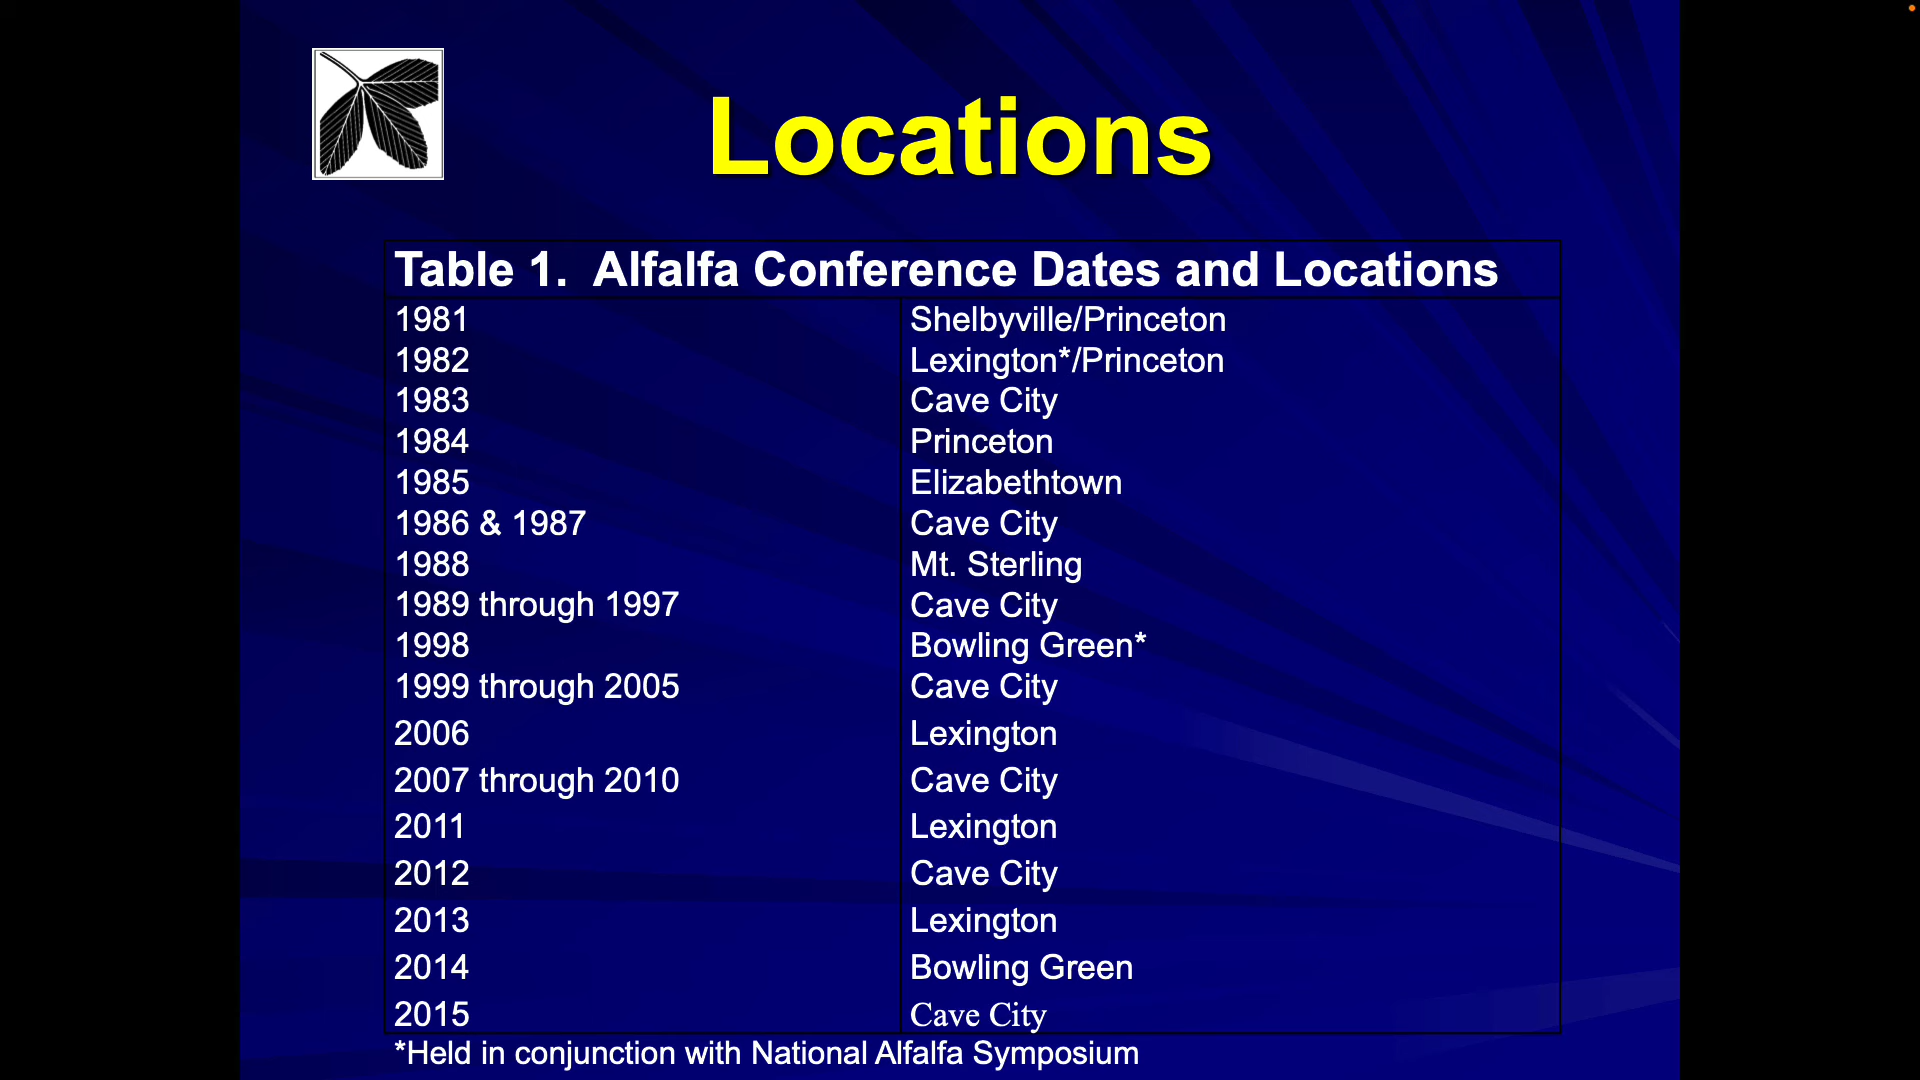 Locations
Table 1.  Alfalfa Conference Dates and Locations
1981 Shelbyville/Princeton
1982 Lexington*/Princeton
1983 Cave City
1984 Princeton
1985 Elizabethtown
1986 & 1987 Cave City
1988 Mt. Sterling
1989 through 1997 Cave City
1998 Bowling Green*
1999 through 2005 Cave City
2006 Lexington
2007 through 2010 Cave City
2011 Lexington
2012 Cave City
2013 Lexington
2014 Bowling Green
2015 Cave City
*Held in conjunction with National Alfalfa Symposium